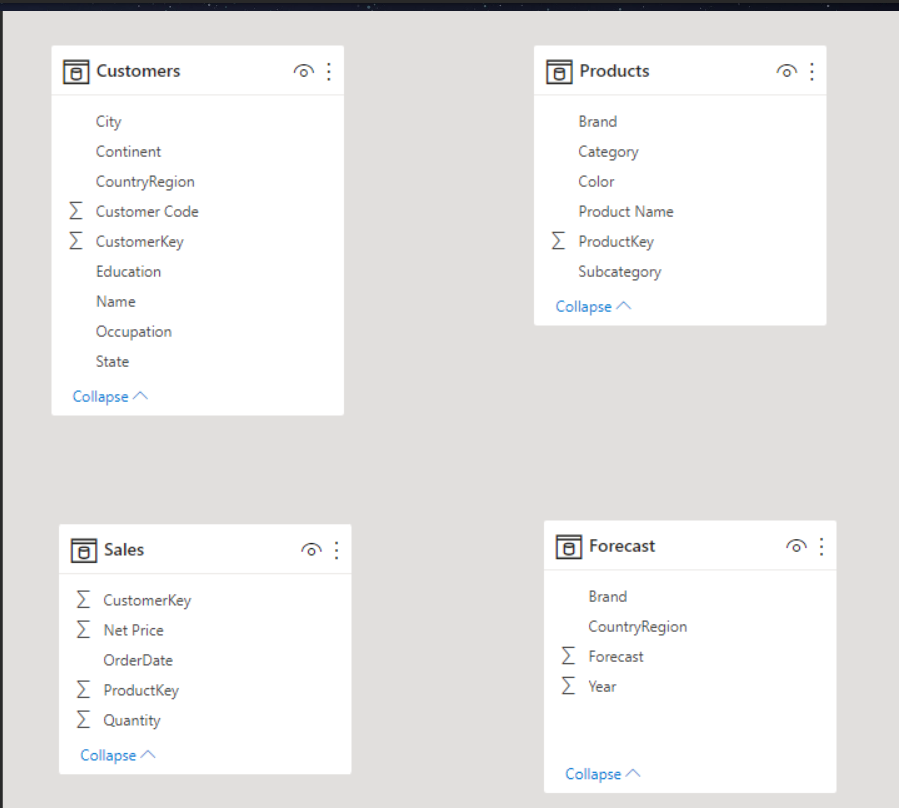 Customers
City
Continent
CountryRegion
Customer Code
CustomerKey
Education
Name
Occupation
State
Collapse
Products
Brand
Category
Color
Product Name
ProductKey
Subcategory
Collapse
Sales
CustomerKey
Net Price
OrderDate
ProductKey
Quantity
Collapse
Forecast
Brand
CountryRegion
Forecast
Year
Collapse